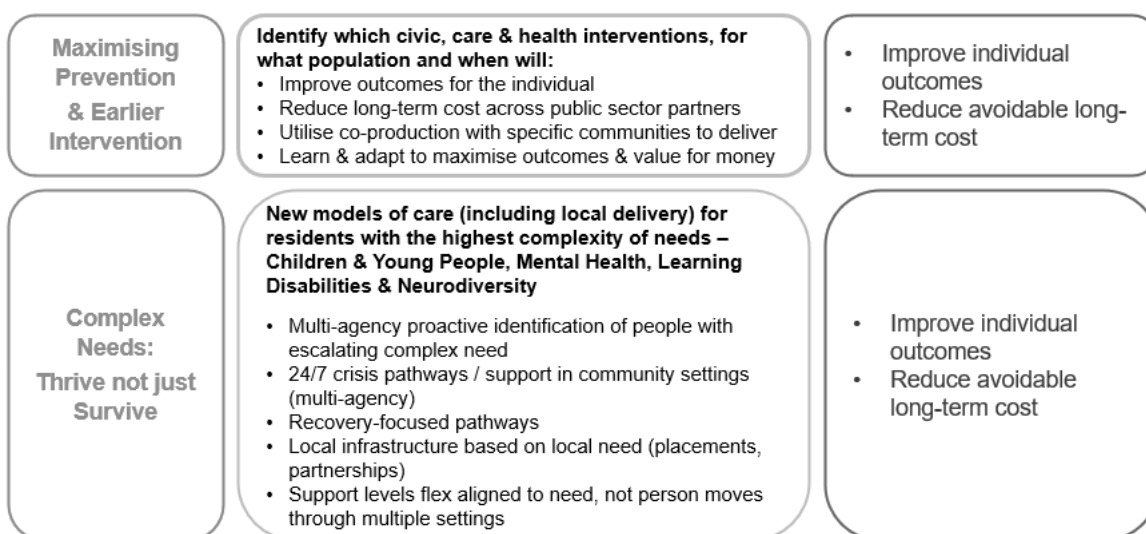 Maximising
Prevention
& Earlier
Intervention
Identify which civic, care & health interventions, for
what population and when will:
• Improve outcomes for the individual
• Reduce long-term cost across public sector partners
• Utilise co-production with specific communities to deliver
• Learn & adapt to maximise outcomes & value for money
• Improve individual
outcomes
• Reduce avoidable long-
term cost
Complex
Needs:
Thrive not just
Survive
New models of care (including local delivery) for
residents with the highest complexity of needs –
Children & Young People, Mental Health, Learning
Disabilities & Neurodiversity
• Multi-agency proactive identification of people with
escalating complex need
• 24/7 crisis pathways / support in community settings
(multi-agency)
• Recovery-focused pathways
• Local infrastructure based on local need (placements,
partnerships)
• Support levels flex aligned to need, not person moves
through multiple settings
• Improve individual
outcomes
• Reduce avoidable
long-term cost